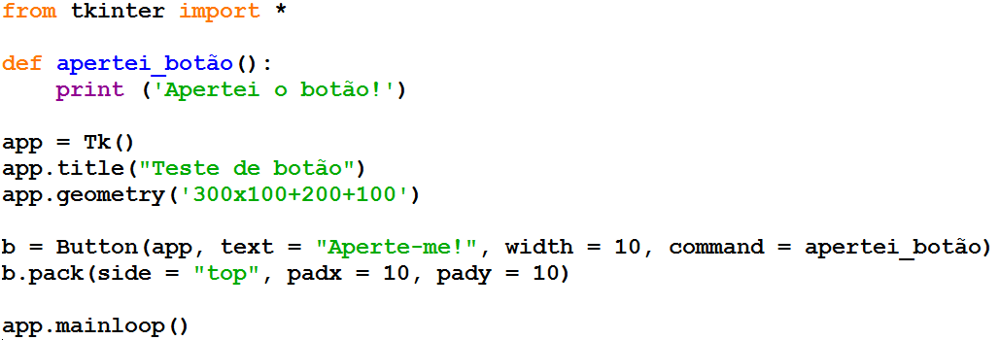 from tkinter import *
def apertei_botão():
    print ('Apertei o botão!')
app = Tk()
app.title("Teste de botão")
app.geometry('300x100+200+100')
b = Button(app, text = "Aperte-me!", width = 10, command = apertei_botão)
b.pack(side = "top", padx = 10, pady = 10)
app.mainloop()